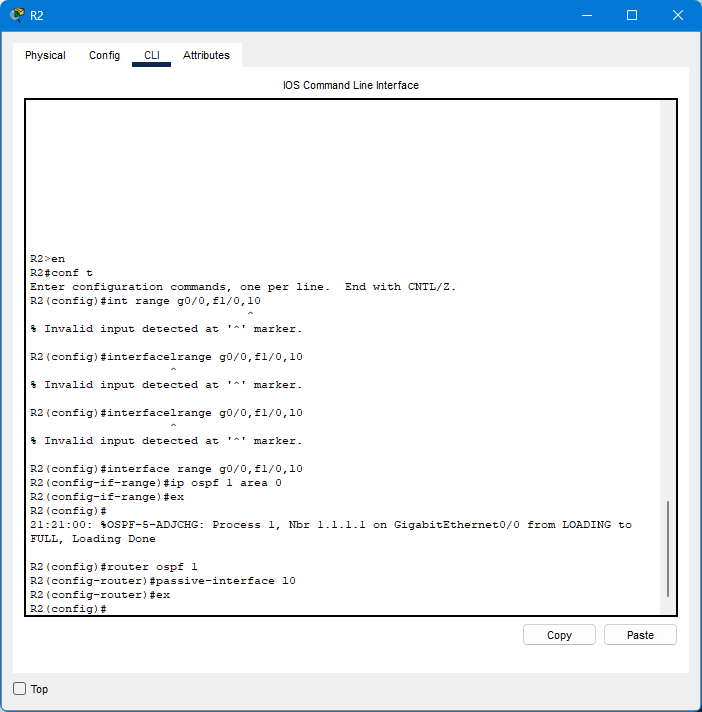 R2
Physical Config CLI Attributes
IOS Command Line Interface
R2>en
R2#conf t
Enter configuration commands, one per line.  End with CNTL/Z.
R2(config)#int range g0/0,f1/0,10
^
% Invalid input detected at '^' marker.
R2(config)#interfacelrange g0/0,f1/0,l0
^
% Invalid input detected at '^' marker.
R2(config)#interfacelrange g0/0,f1/0,l0
^
% Invalid input detected at '^' marker.
R2(config)#interface range g0/0,f1/0,l0
R2(config-if-range)#ip ospf 1 area 0
R2(config-if-range)#ex
R2(config)#
21:21:00: %OSPF-5-ADJCHG: Process 1, Nbr 1.1.1.1 on GigabitEthernet0/0 from LOADING to
FULL, Loading Done
R2(config)#router ospf 1
R2(config-router)#passive-interface l0
R2(config-router)#ex
R2(config)#
Copy Paste
Top